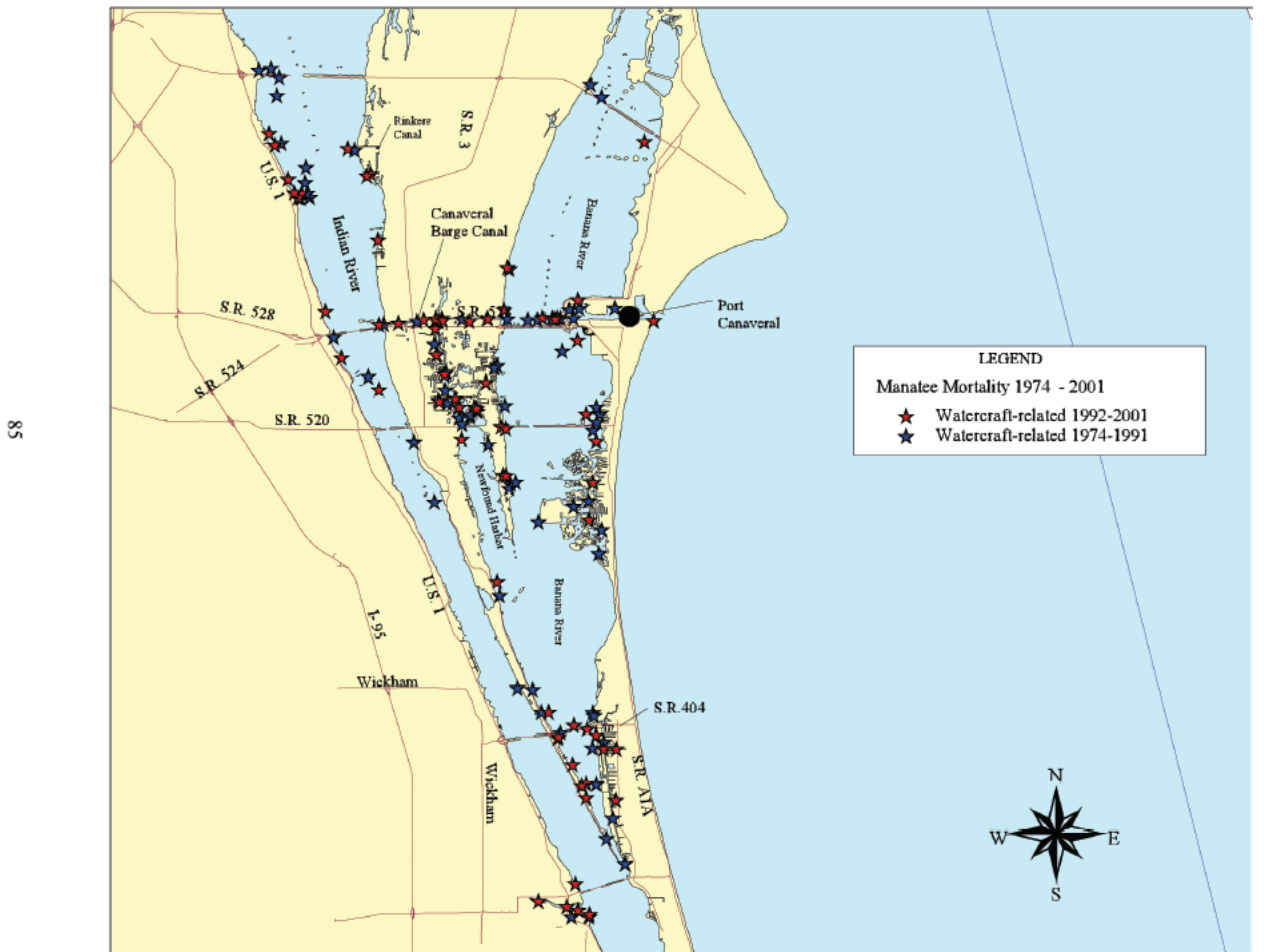 Rinkers
Canal
S.R. 3
U.S. 1
Indian River
Canaveral
Barge Canal
Banana River
S.R. 528
S.R. 5
Port
Canaveral
LEGEND
Manatee Mortality 1974 - 2001
Watercraft-related 1992-2001
Watercraft-related 1974-1991
S.R. 524
S.R. 520
85
Newfound Harbor
U.S. 1
Banana River
I- 95
Wickham
S.R.404
S.R. A1A
Wickham
N
W
E
S